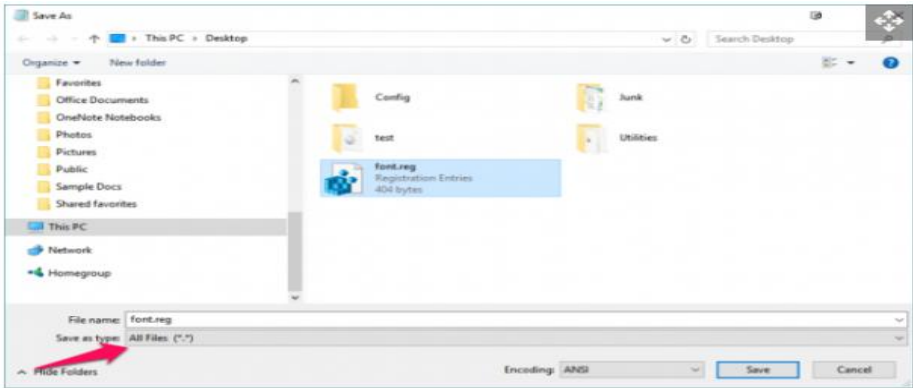 Save As
This PC > Desktop
Search Desktop
Organize
New folder
Favorites
Office Documents
OneNote Notebooks
Photos
Pictures
Public
Sample Docs
Shared favorites
This PC
Network
Homegroup
Config
Junk
test
Utilities
font.reg
Registration Entries
404 bytes
File name: font.reg
Save as type: All Files (*.*)
Hide Folders
Encoding: ANSI
Save
Cancel